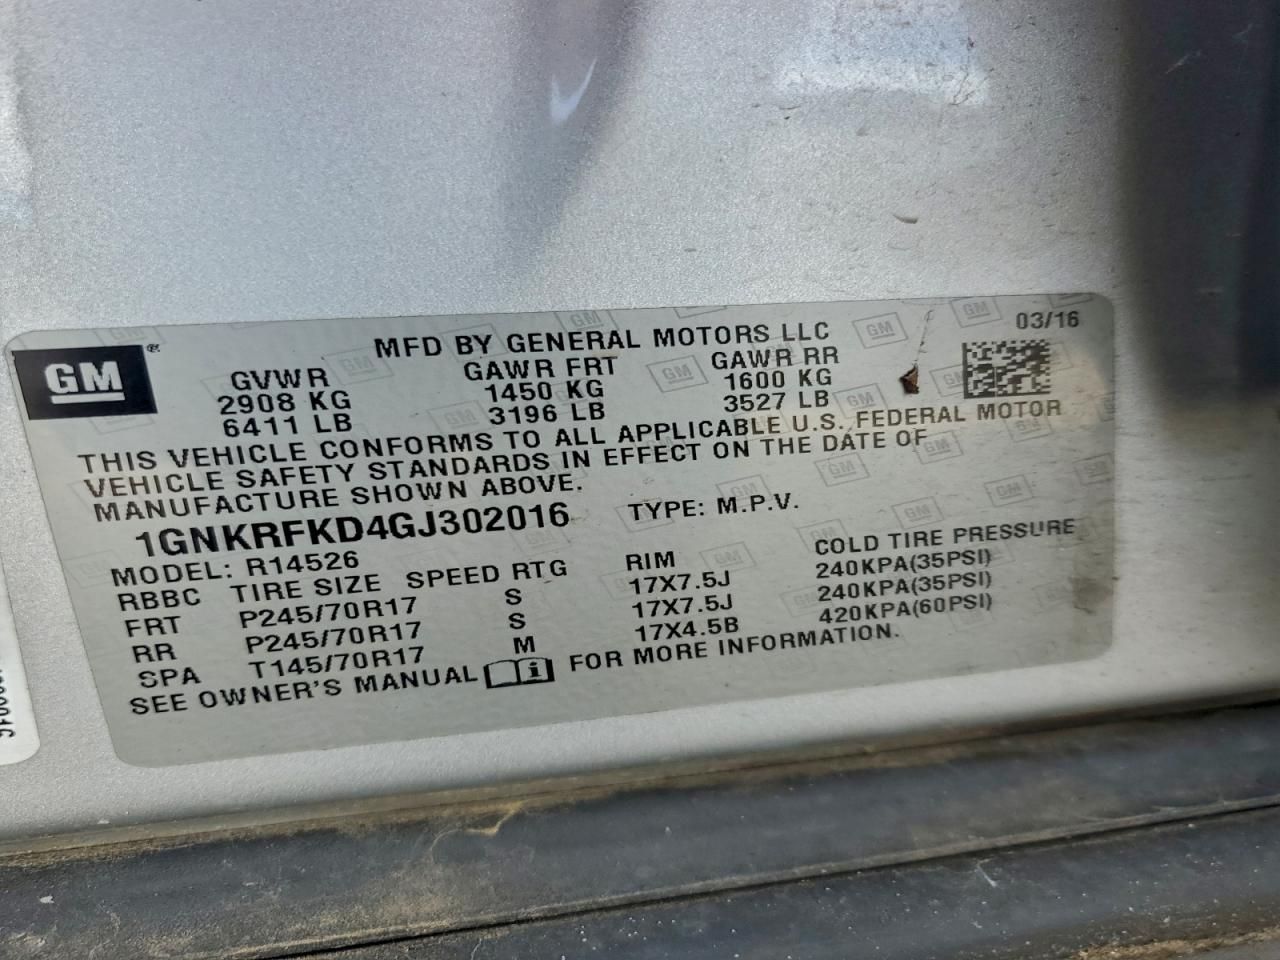 GM
MFD BY GENERAL MOTORS LLC
03/16
GVWR GAWR FRT GAWR RR
2908 KG 1450 KG 1600 KG
6411 LB 3196 LB 3527 LB
THIS VEHICLE CONFORMS TO ALL APPLICABLE U.S. FEDERAL MOTOR
VEHICLE SAFETY STANDARDS IN EFFECT ON THE DATE OF
MANUFACTURE SHOWN ABOVE.
1GNKRFKD4GJ302016 TYPE: M.P.V.
MODEL: R14526
RBBC TIRE SIZE SPEED RTG RIM COLD TIRE PRESSURE
FRT P245/70R17 S 17X7.5J 240KPA(35PSI)
RR P245/70R17 S 17X7.5J 240KPA(35PSI)
SPA T145/70R17 M 17X4.5B 420KPA(60PSI)
SEE OWNER'S MANUAL FOR MORE INFORMATION.